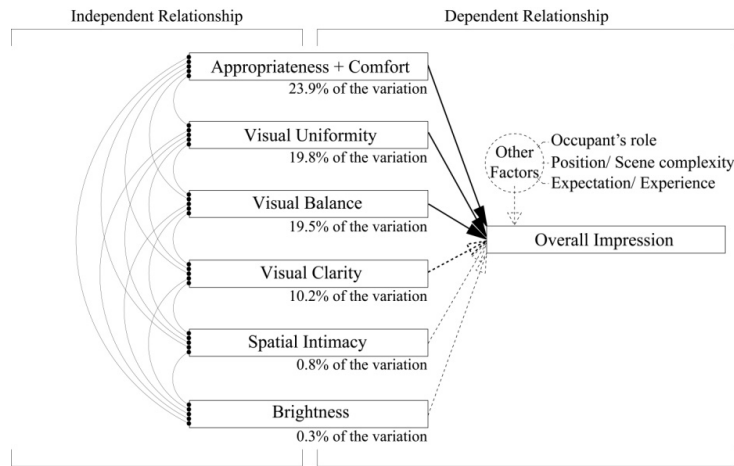 Independent Relationship
Dependent Relationship
Appropriateness + Comfort
23.9% of the variation
Visual Uniformity
19.8% of the variation
Visual Balance
19.5% of the variation
Visual Clarity
10.2% of the variation
Spatial Intimacy
0.8% of the variation
Brightness
0.3% of the variation
Other
Factors
Occupant's role
Position/ Scene complexity
Expectation/ Experience
Overall Impression